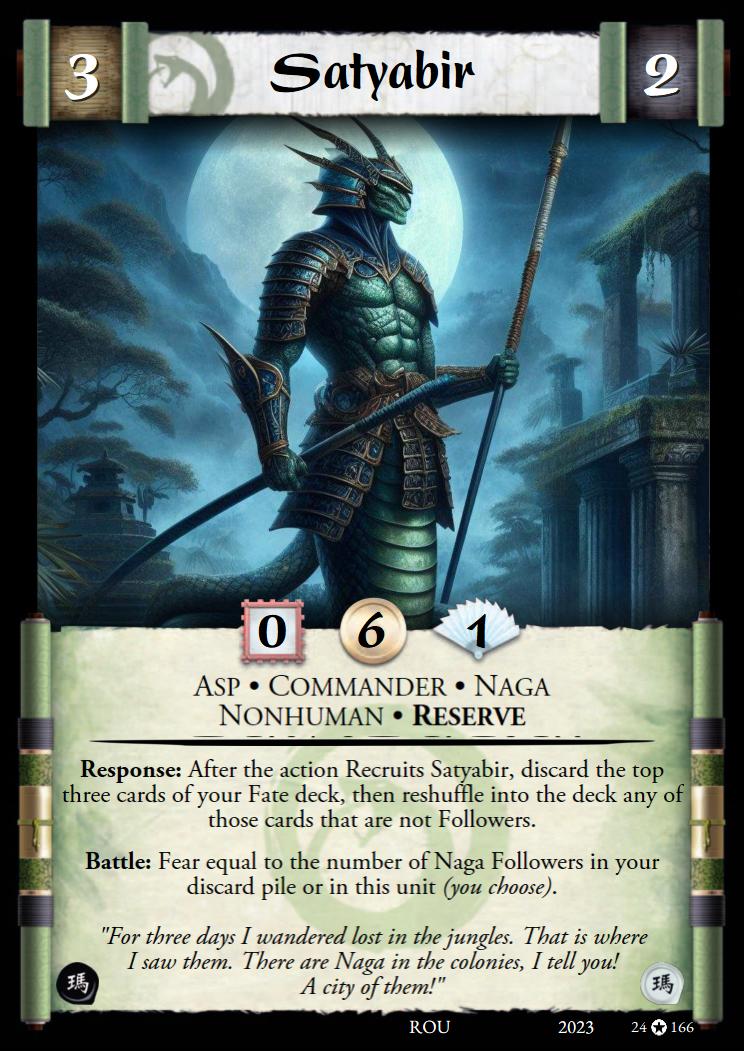 3
Satyabir
2
0
6
1
Asp • Commander • Naga
Nonhuman • Reserve
Response: After the action Recruits Satyabir, discard the top
three cards of your Fate deck, then reshuffle into the deck any of
those cards that are not Followers.
Battle: Fear equal to the number of Naga Followers in your
discard pile or in this unit (you choose).
"For three days I wandered lost in the jungles. That is where
I saw them. There are Naga in the colonies, I tell you!
A city of them!"
瑪
瑪
ROU 2023 24 ✪ 166